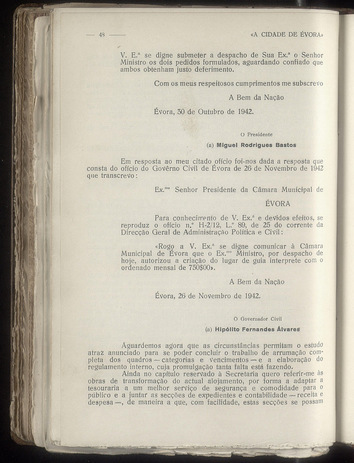 — 48 —
«A CIDADE DE ÉVORA»
V. E.ª se digne submeter a despacho de Sua Ex.ª o Senhor
Ministro os dois pedidos formulados, aguardando confiado que
ambos obtenham justo deferimento.
Com os meus respeitosos cumprimentos me subscrevo
A Bem da Nação
Évora, 30 de Outubro de 1942.
O Presidente
(a) Miguel Rodrigues Bastos
Em resposta ao meu citado ofício foi-nos dada a resposta que
consta do ofício do Govêrno Civil de Évora de 26 de Novembro de 1942
que transcrevo:
Ex.mo Senhor Presidente da Câmara Municipal de
ÉVORA
Para conhecimento de V. Ex.ª e devidos efeitos, se
reproduz o ofício n.º H-2/12, L.º 80, de 25 do corrente da
Direcção Geral de Administração Política e Civil:
«Rogo a V. Ex.ª se digne comunicar à Câmara
Municipal de Évora que o Ex.mo Ministro, por despacho de
hoje, autorizou a criação do lugar de guia intérprete com o
ordenado mensal de 750$00».
A Bem da Nação
Évora, 26 de Novembro de 1942.
O Governador Civil
(a) Hipólito Fernandes Álvares
Aguardemos agora que as circunstâncias permitam o estudo
atraz anunciado para se poder concluir o trabalho de arrumação com-
pleta dos quadros — categorias e vencimentos — e a elaboração do
regulamento interno, cuja promulgação tanta falta está fazendo.
Ainda no capítulo reservado à Secretaria quero referir-me às
obras de transformação do actual alojamento, por forma a adaptar a
tesouraria a um melhor serviço de segurança e comodidade para o
público e a juntar as secções de expedientes e contabilidade — receita e
despesa —, de maneira a que, com facilidade, estas secções se possam